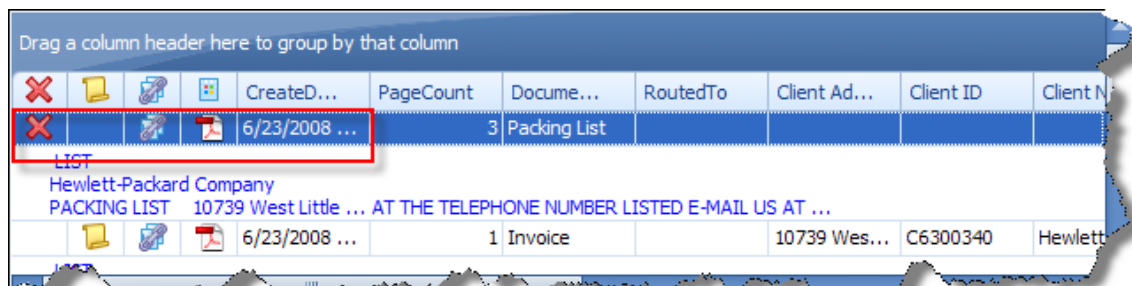 Drag a column header here to group by that column
CreateD... PageCount Docume... RoutedTo Client Ad... Client ID Client N
6/23/2008 ... 3 Packing List
LIST
Hewlett-Packard Company
PACKING LIST 10739 West Little ... AT THE TELEPHONE NUMBER LISTED E-MAIL US AT ...
6/23/2008 ... 1 Invoice 10739 Wes... C6300340 Hewlett
LIST